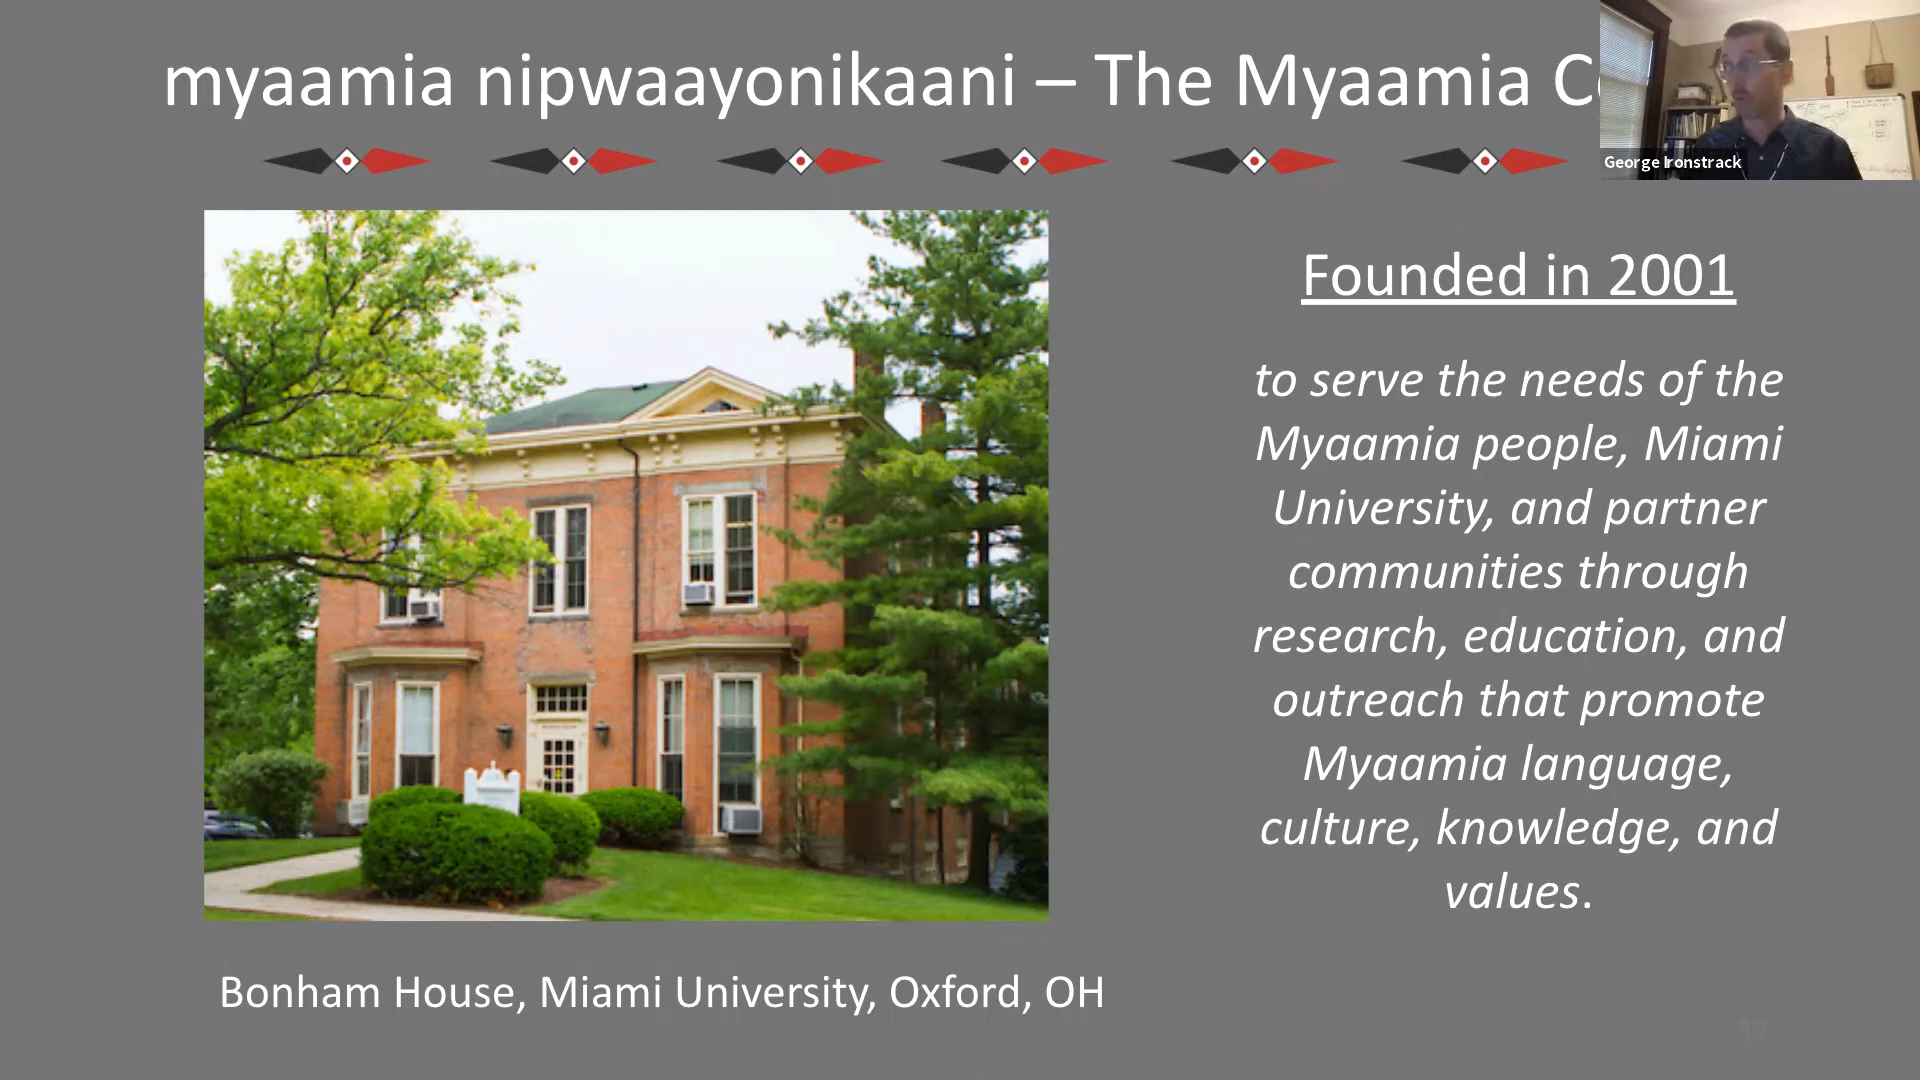 myaamia nipwaayonikaani – The Myaamia
George Ironstrack
Founded in 2001
to serve the needs of the
Myaamia people, Miami
University, and partner
communities through
research, education, and
outreach that promote
Myaamia language,
culture, knowledge, and
values.
Bonham House, Miami University, Oxford, OH